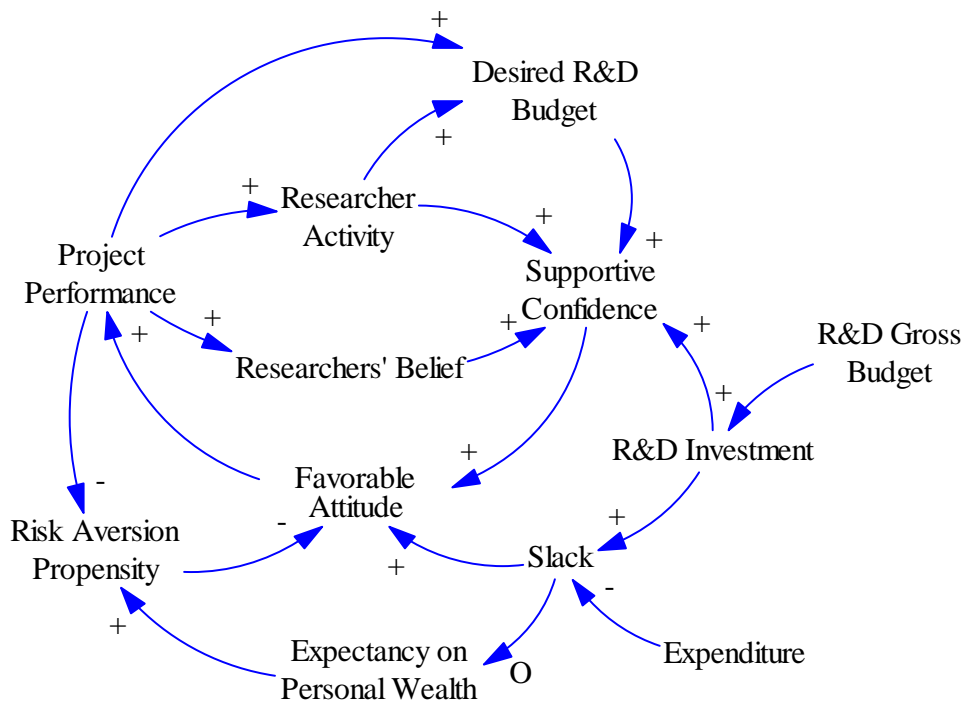 +
Desired R&D
Budget
+
+
Researcher
Activity
+
+
Project
Performance
Supportive
Confidence
+
+
+
+
+
R&D Gross
Budget
Researchers' Belief
+
R&D Investment
+
Favorable
Attitude
-
-
Risk Aversion
Propensity
+
+
Slack
-
+
Expectancy on
Personal Wealth
O
Expenditure